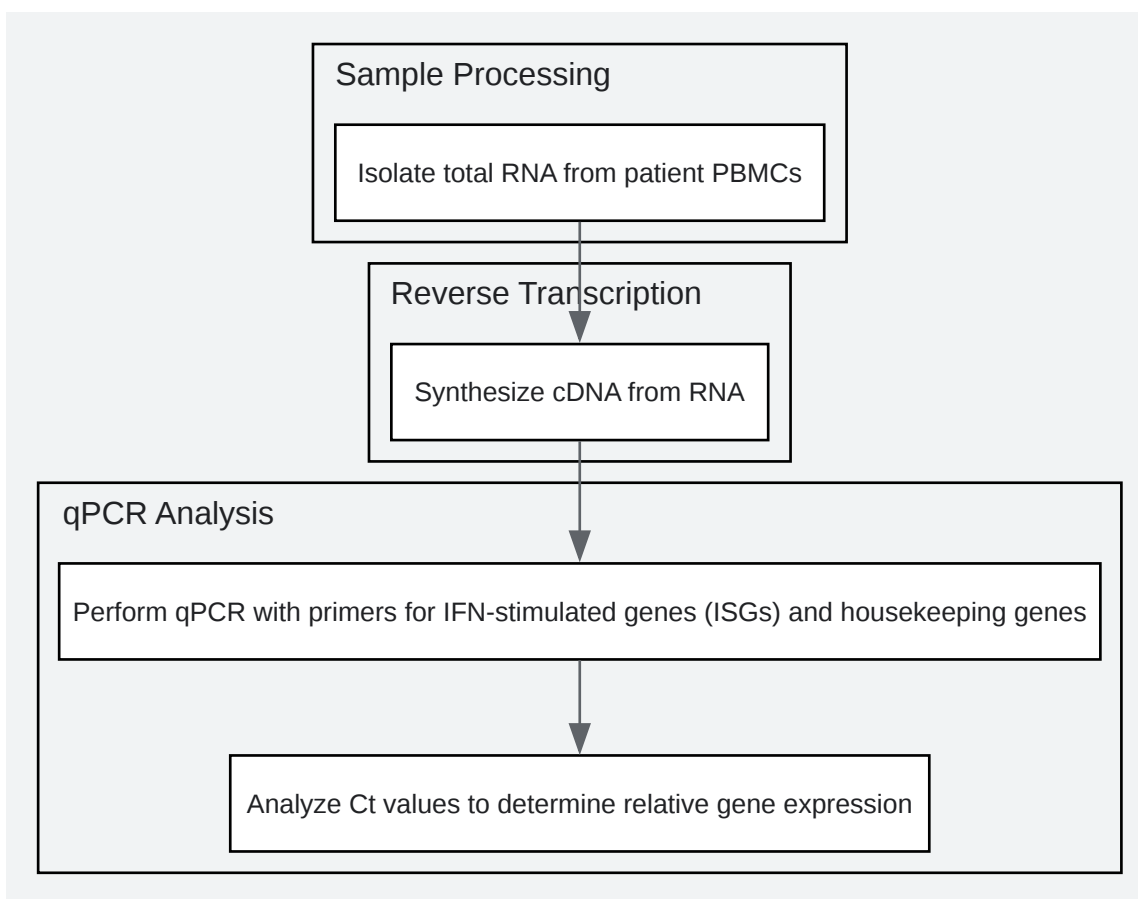 Sample Processing
Isolate total RNA from patient PBMCs
Reverse Transcription
Synthesize cDNA from RNA
qPCR Analysis
Perform qPCR with primers for IFN-stimulated genes (ISGs) and housekeeping genes
Analyze Ct values to determine relative gene expression